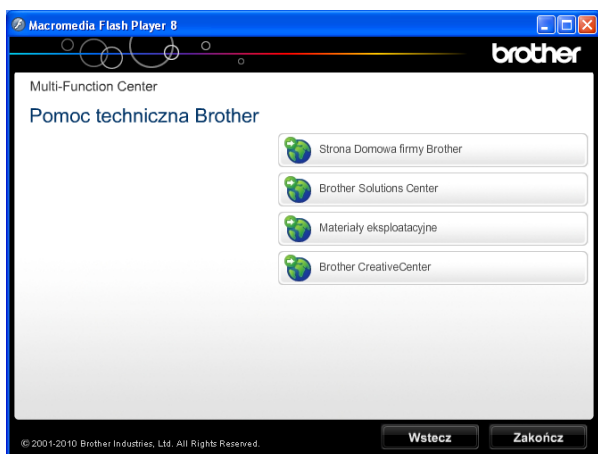 Macromedia Flash Player 8
brother
Multi-Function Center
Pomoc techniczna Brother
Strona Domowa firmy Brother
Brother Solutions Center
Materiały eksploatacyjne
Brother CreativeCenter
© 2001-2010 Brother Industries, Ltd. All Rights Reserved.
Wstecz
Zakończ